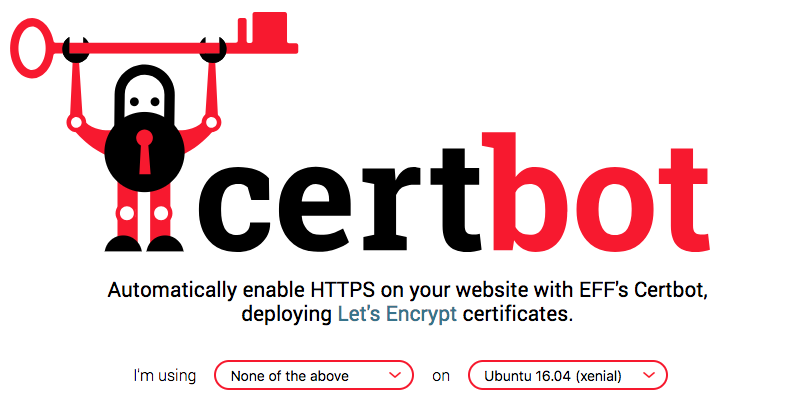 certbot
Automatically enable HTTPS on your website with EFF's Certbot,
deploying Let's Encrypt certificates.
I'm using None of the above on Ubuntu 16.04 (xenial)